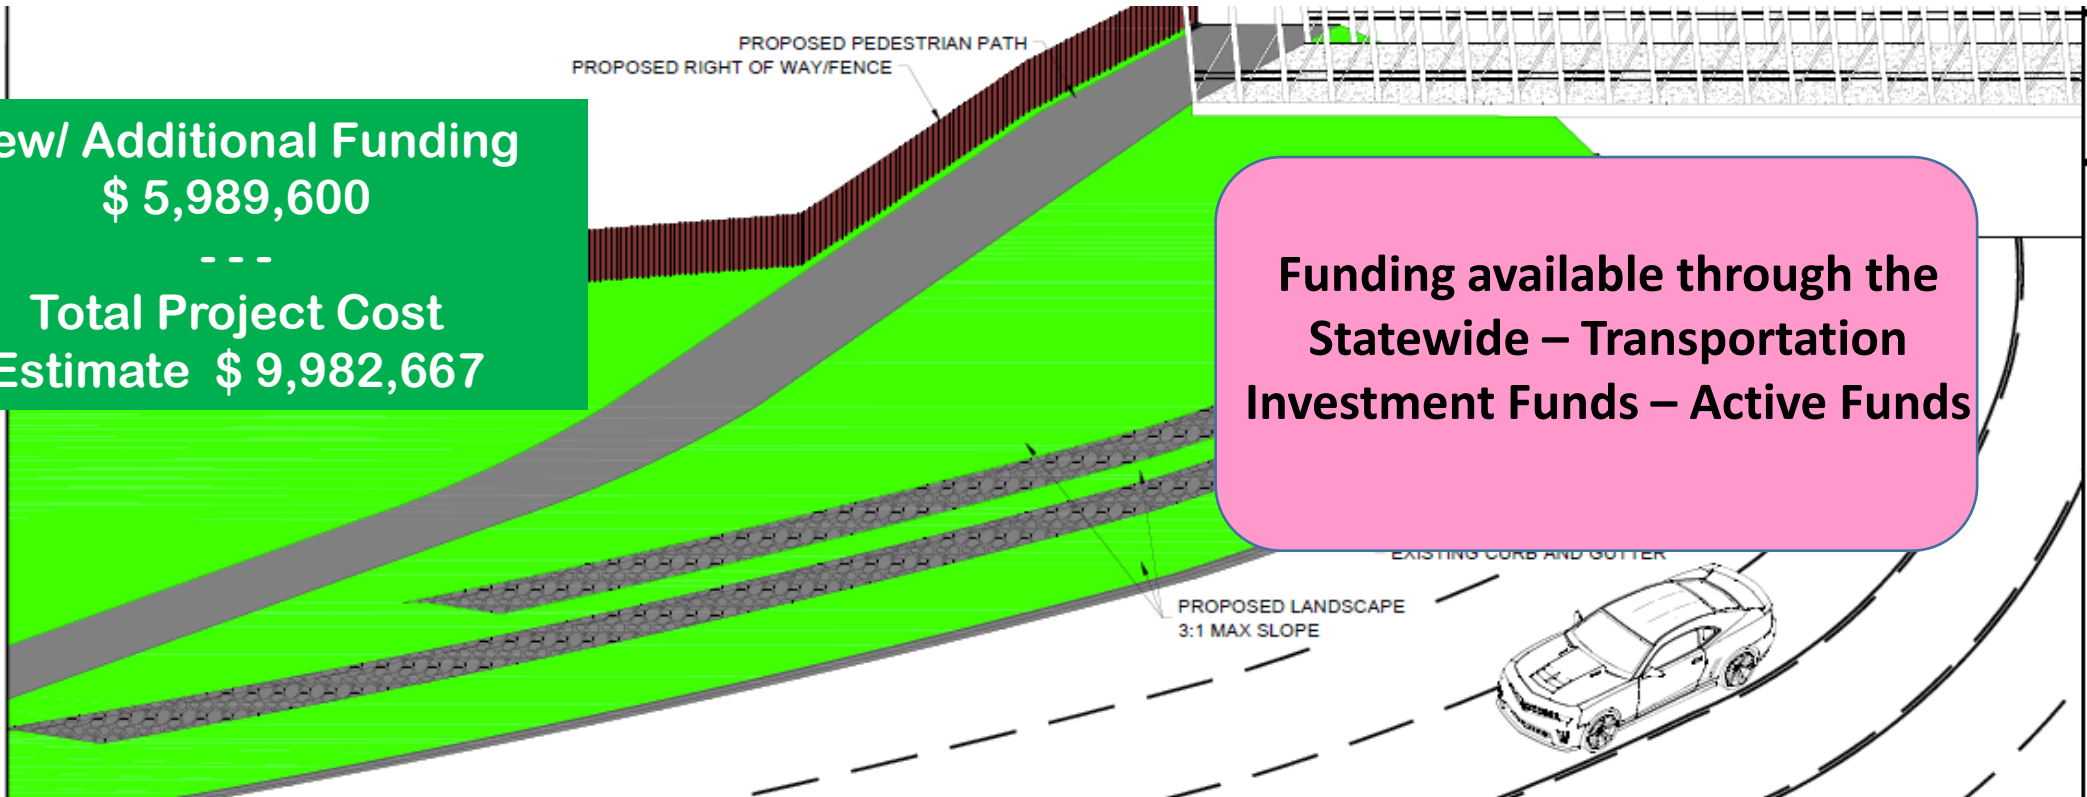 PROPOSED PEDESTRIAN PATH
PROPOSED RIGHT OF WAY/FENCE
ew/ Additional Funding
$ 5,989,600
- - -
Total Project Cost
Estimate $ 9,982,667
Funding available through the
Statewide – Transportation
Investment Funds – Active Funds
EXISTING CURB AND GUTTER
PROPOSED LANDSCAPE
3:1 MAX SLOPE